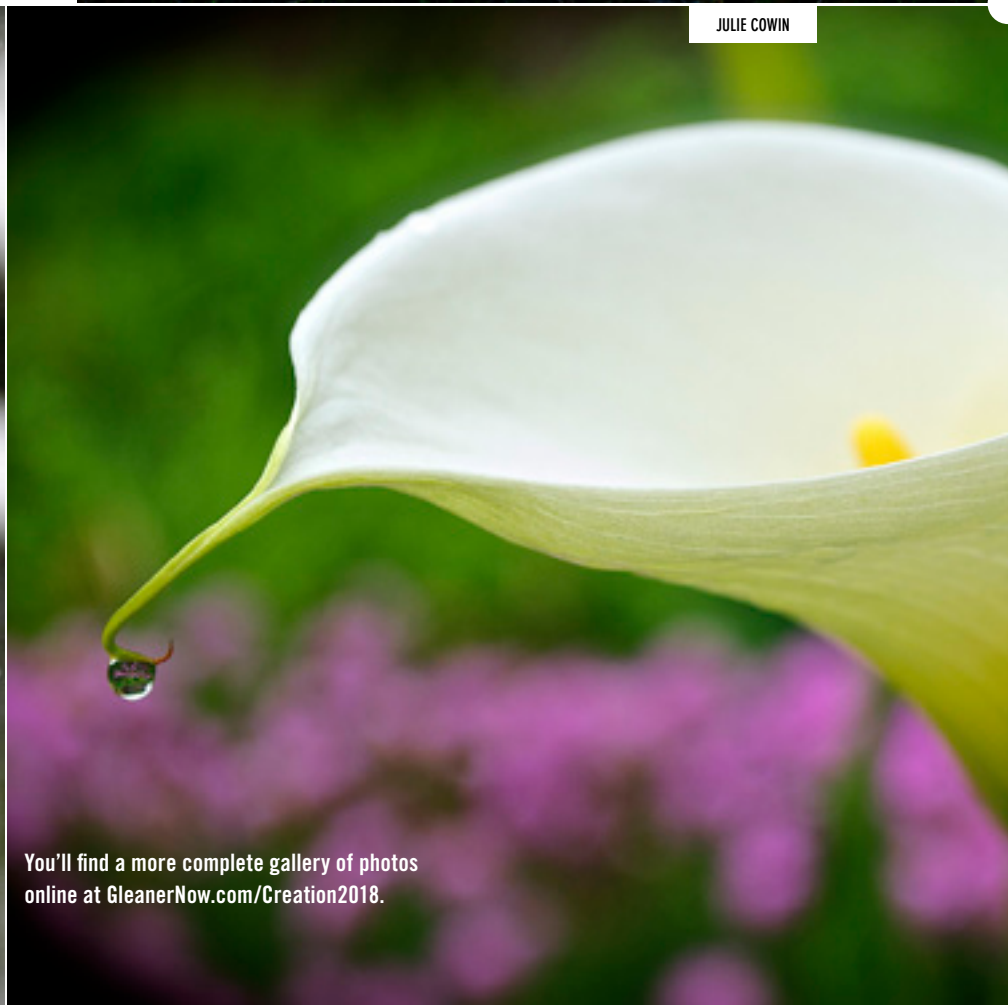 JULIE COWIN
You'll find a more complete gallery of photos
online at GleanerNow.com/Creation2018.